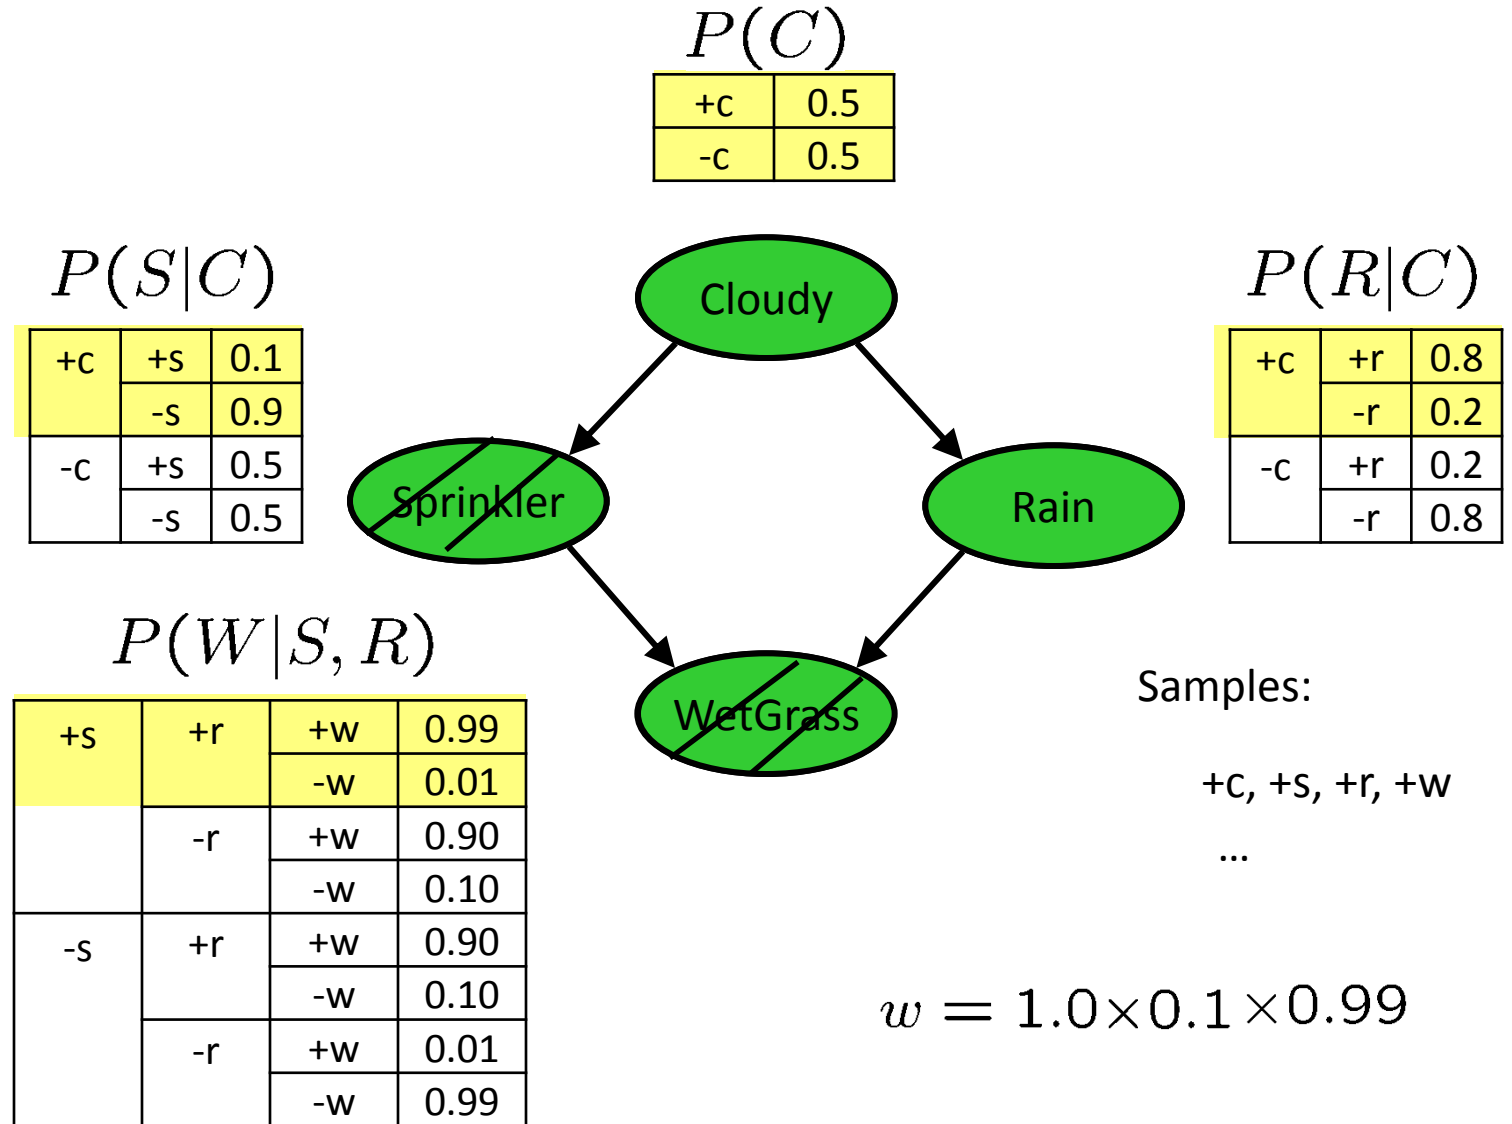 P(C)
+c 0.5
-c 0.5
P(S|C)
+c +s 0.1
-s 0.9
-c +s 0.5
-s 0.5
Cloudy
P(R|C)
+c +r 0.8
-r 0.2
-c +r 0.2
-r 0.8
Sprinkler
Rain
P(W|S, R)
+s +r +w 0.99
-w 0.01
-r +w 0.90
-w 0.10
-s +r +w 0.90
-w 0.10
-r +w 0.01
-w 0.99
WetGrass
Samples:
+c, +s, +r, +w
...
w = 1.0×0.1×0.99